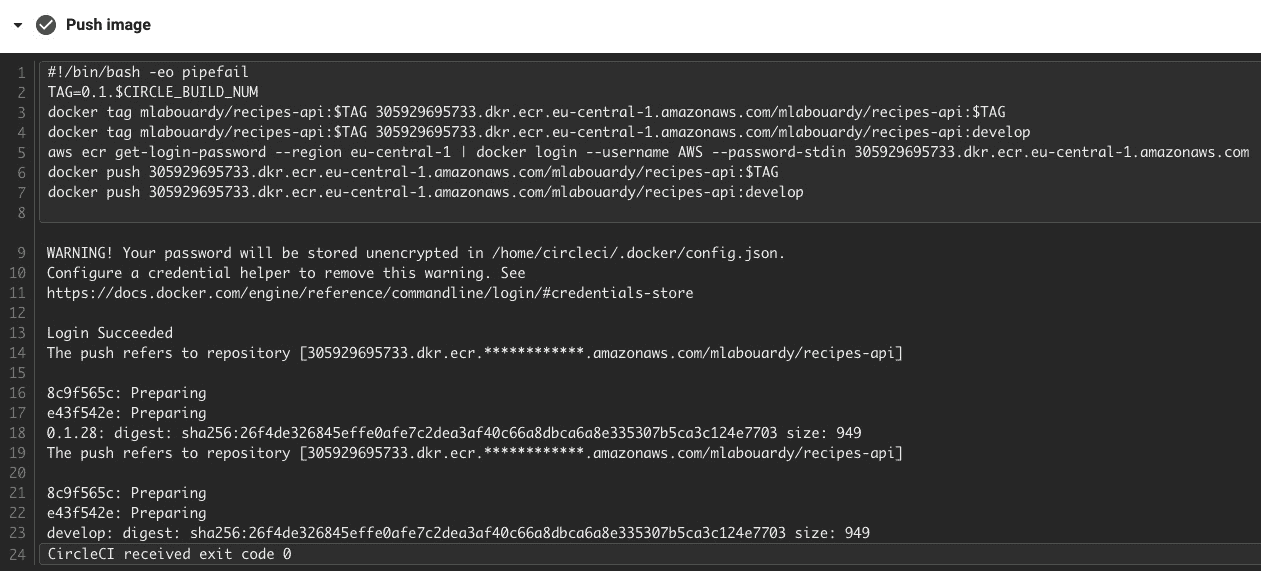 Push image
1 #!/bin/bash -eo pipefail
2 TAG=0.1.$CIRCLE_BUILD_NUM
3 docker tag mlabouardy/recipes-api:$TAG 305929695733.dkr.ecr.eu-central-1.amazonaws.com/mlabouardy/recipes-api:$TAG
4 docker tag mlabouardy/recipes-api:$TAG 305929695733.dkr.ecr.eu-central-1.amazonaws.com/mlabouardy/recipes-api:develop
5 aws ecr get-login-password --region eu-central-1 | docker login --username AWS --password-stdin 305929695733.dkr.ecr.eu-central-1.amazonaws.com
6 docker push 305929695733.dkr.ecr.eu-central-1.amazonaws.com/mlabouardy/recipes-api:$TAG
7 docker push 305929695733.dkr.ecr.eu-central-1.amazonaws.com/mlabouardy/recipes-api:develop
8
9 WARNING! Your password will be stored unencrypted in /home/circleci/.docker/config.json.
10 Configure a credential helper to remove this warning. See
11 https://docs.docker.com/engine/reference/commandline/login/#credentials-store
12
13 Login Succeeded
14 The push refers to repository [305929695733.dkr.ecr.************.amazonaws.com/mlabouardy/recipes-api]
15
16 8c9f565c: Preparing
17 e43f542e: Preparing
18 0.1.28: digest: sha256:26f4de326845effe0afe7c2dea3af40c66a8dbca6a8e335307b5ca3c124e7703 size: 949
19 The push refers to repository [305929695733.dkr.ecr.************.amazonaws.com/mlabouardy/recipes-api]
20
21 8c9f565c: Preparing
22 e43f542e: Preparing
23 develop: digest: sha256:26f4de326845effe0afe7c2dea3af40c66a8dbca6a8e335307b5ca3c124e7703 size: 949
24 CircleCI received exit code 0